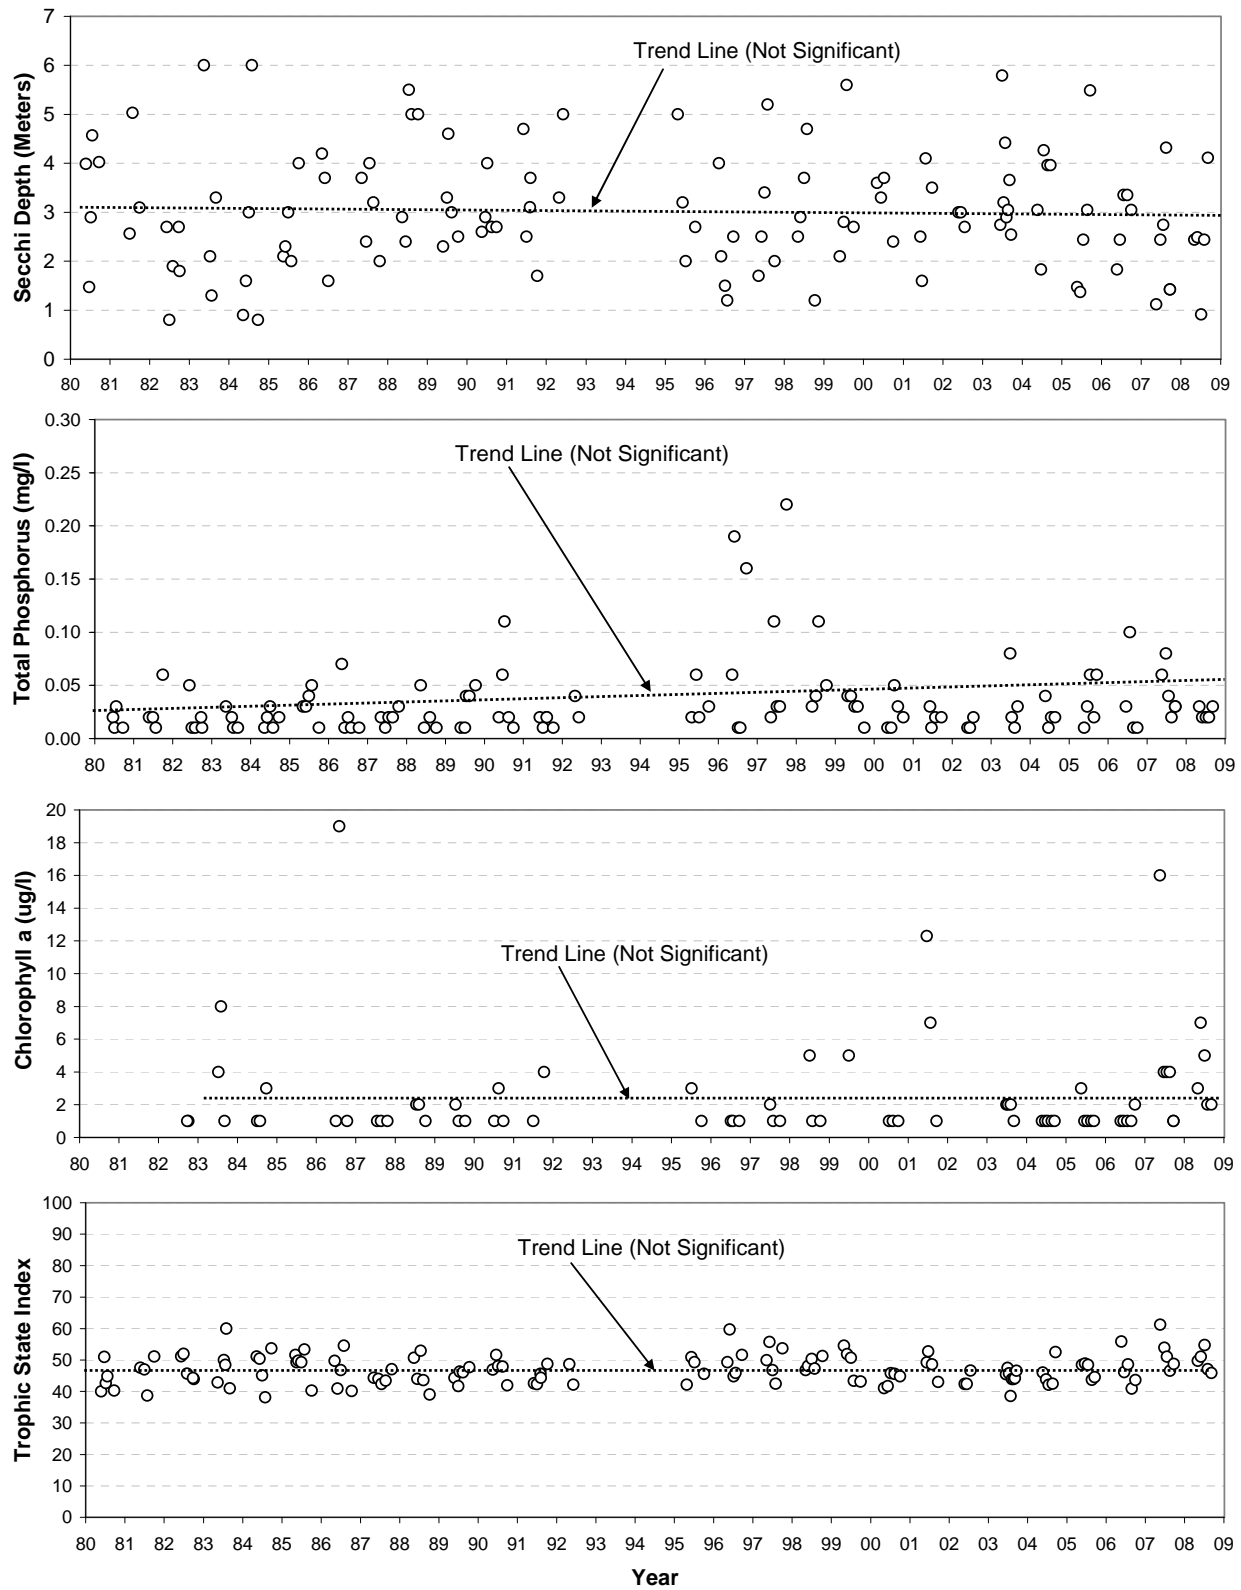 7
6
5
4
3
2
1
0
Secchi Depth (Meters)
Trend Line (Not Significant)
80 81 82 83 84 85 86 87 88 89 90 91 92 93 94 95 96 97 98 99 00 01 02 03 04 05 06 07 08 09
0.30
0.25
0.20
0.15
0.10
0.05
0.00
Total Phosphorus (mg/l)
Trend Line (Not Significant)
80 81 82 83 84 85 86 87 88 89 90 91 92 93 94 95 96 97 98 99 00 01 02 03 04 05 06 07 08 09
20
18
16
14
12
10
8
6
4
2
0
Chlorophyll a (ug/l)
Trend Line (Not Significant)
80 81 82 83 84 85 86 87 88 89 90 91 92 93 94 95 96 97 98 99 00 01 02 03 04 05 06 07 08 09
100
90
80
70
60
50
40
30
20
10
0
Trophic State Index
Trend Line (Not Significant)
80 81 82 83 84 85 86 87 88 89 90 91 92 93 94 95 96 97 98 99 00 01 02 03 04 05 06 07 08 09
Year